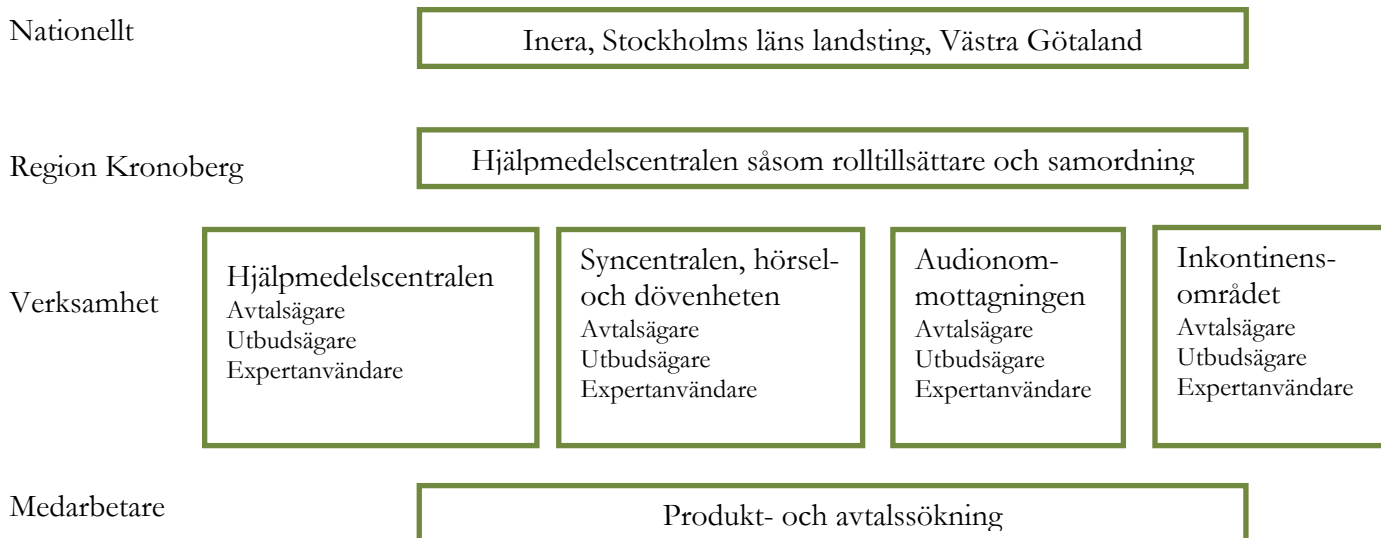 Nationellt
Inera, Stockholms läns landsting, Västra Götaland
Region Kronoberg
Hjälpmedelscentralen såsom rolltillsättare och samordning
Verksamhet
Hjälpmedelscentralen
Avtalsägare
Utbudsägare
Expertanvändare
Syncentralen, hörsel-
och dövenheten
Avtalsägare
Utbudsägare
Expertanvändare
Audionom-
mottagningen
Avtalsägare
Utbudsägare
Expertanvändare
Inkontinens-
området
Avtalsägare
Utbudsägare
Expertanvändare
Medarbetare
Produkt- och avtalssökning